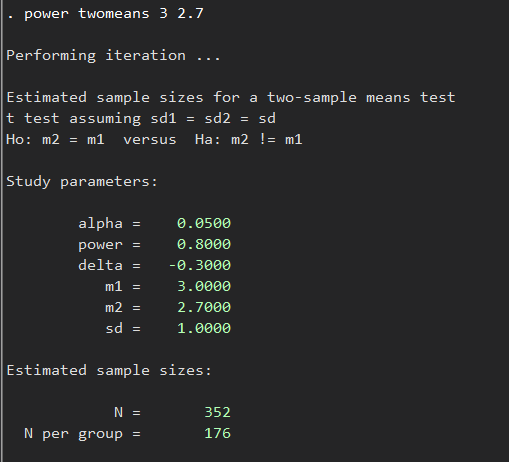 . power twomeans 3 2.7
Performing iteration ...
Estimated sample sizes for a two-sample means test
t test assuming sd1 = sd2 = sd
Ho: m2 = m1  versus  Ha: m2 != m1
Study parameters:
alpha =    0.0500
power =    0.8000
delta =   -0.3000
m1 =    3.0000
m2 =    2.7000
sd =    1.0000
Estimated sample sizes:
N =       352
N per group =       176